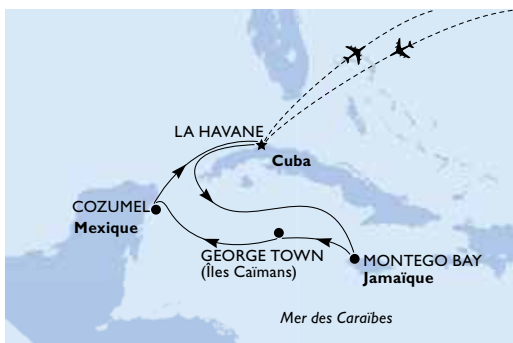 LA HAVANE
Cuba
COZUMEL
Mexique
GEORGE TOWN
(Îles Caïmans)
MONTEGO BAY
Jamaïque
Mer des Caraïbes